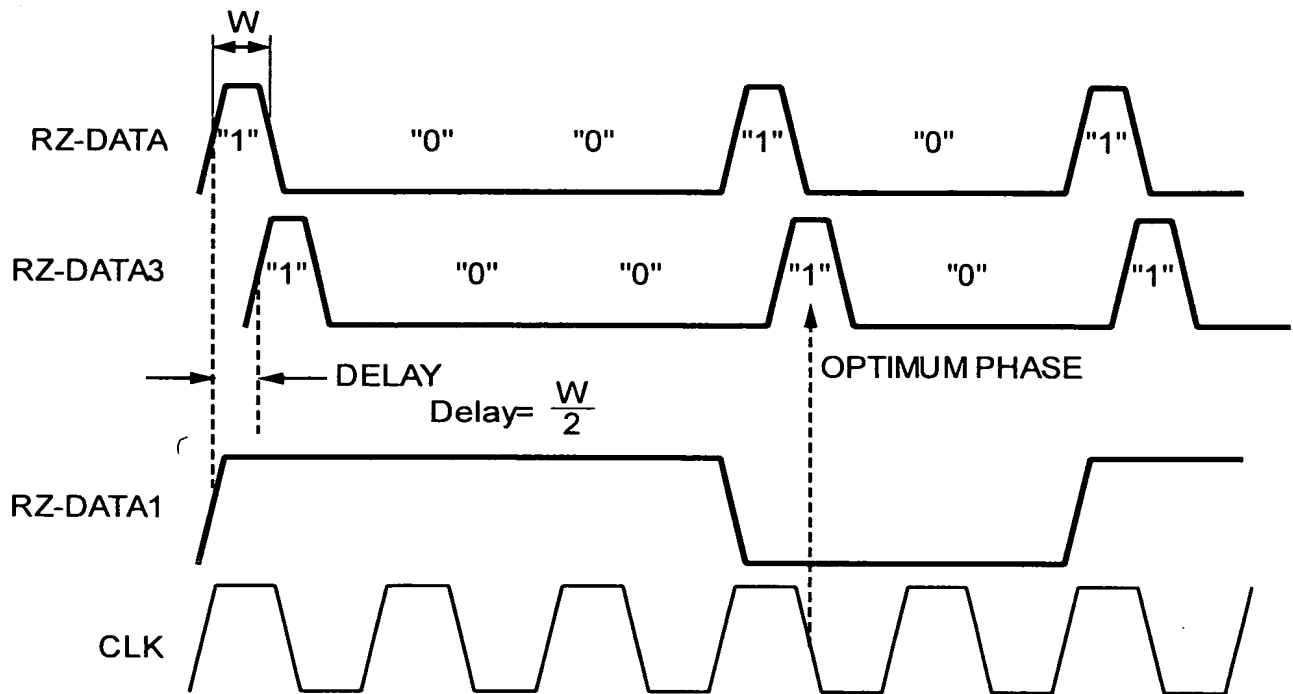 W
RZ-DATA "1" "0" "0" "1" "0" "1"
RZ-DATA3 "1" "0" "0" "1" "0" "1"
DELAY
OPTIMUM PHASE
Delay= W/2
RZ-DATA1
CLK